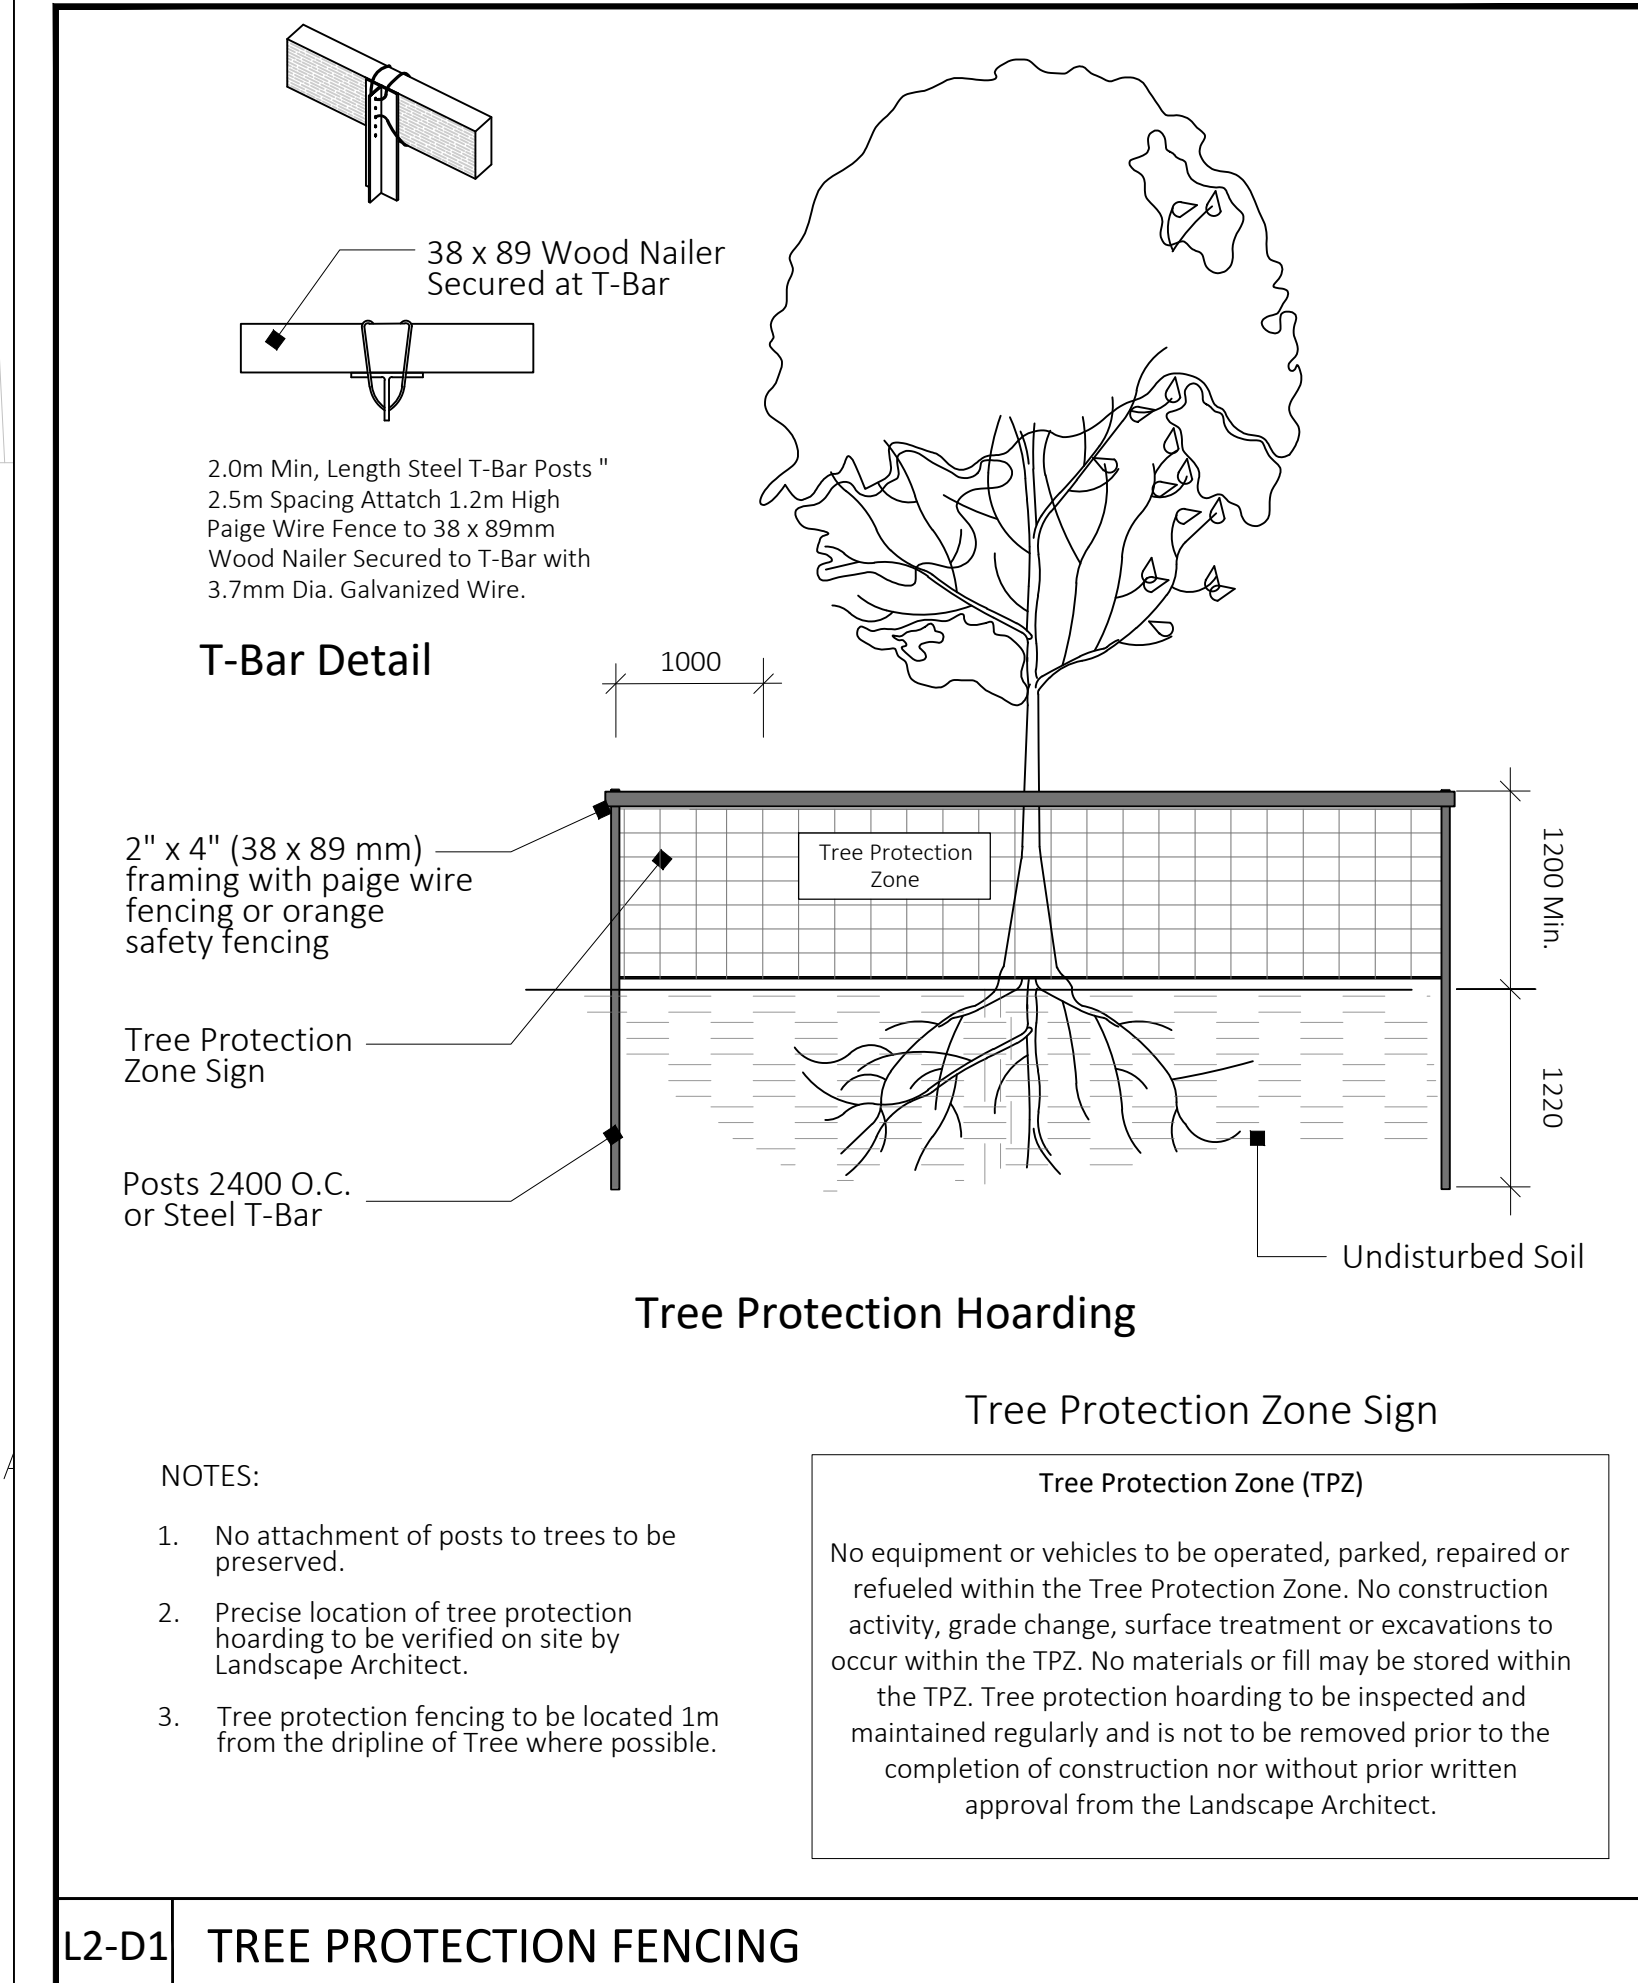 38 x 89 Wood Nailer
Secured at T-Bar
2.0m Min, Length Steel T-Bar Posts "
2.5m Spacing Attatch 1.2m High
Paige Wire Fence to 38 x 89mm
Wood Nailer Secured to T-Bar with
3.7mm Dia. Galvanized Wire.
T-Bar Detail
1000
2" x 4" (38 x 89 mm)
framing with paige wire
fencing or orange
safety fencing
Tree Protection
Zone
1200 Min.
Tree Protection
Zone Sign
1220
Posts 2400 O.C.
or Steel T-Bar
Undisturbed Soil
Tree Protection Hoarding
NOTES:
1. No attachment of posts to trees to be
preserved.
2. Precise location of tree protection
hoarding to be verified on site by
Landscape Architect.
3. Tree protection fencing to be located 1m
from the dripline of Tree where possible.
Tree Protection Zone Sign
Tree Protection Zone (TPZ)
No equipment or vehicles to be operated, parked, repaired or
refueled within the Tree Protection Zone. No construction
activity, grade change, surface treatment or excavations to
occur within the TPZ. No materials or fill may be stored within
the TPZ. Tree protection hoarding to be inspected and
maintained regularly and is not to be removed prior to the
completion of construction nor without prior written
approval from the Landscape Architect.
L2-D1 TREE PROTECTION FENCING